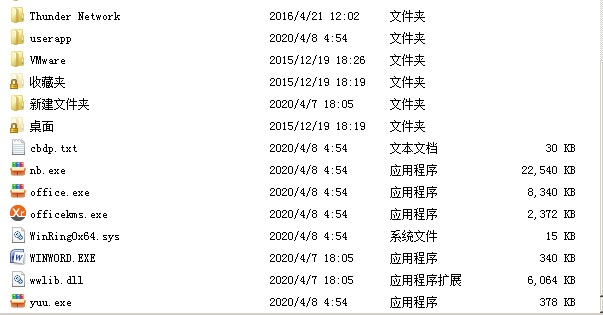 Thunder Network 2016/4/21 12:02 文件夹
userapp 2020/4/8 4:54 文件夹
VMware 2015/12/19 18:26 文件夹
收藏夹 2015/12/19 18:19 文件夹
新建文件夹 2020/4/7 18:05 文件夹
桌面 2015/12/19 18:19 文件夹
cbdp.txt 2020/4/8 4:54 文本文档 30 KB
nb.exe 2020/4/8 4:54 应用程序 22,540 KB
office.exe 2020/4/8 4:54 应用程序 8,340 KB
Xr officekms.exe 2020/4/8 4:54 应用程序 2,372 KB
WinRing0x64.sys 2020/4/8 4:54 系统文件 15 KB
WINWORD.EXE 2020/4/7 18:05 应用程序 340 KB
wwlib.dll 2020/4/7 18:05 应用程序扩展 6,064 KB
yuu.exe 2020/4/8 4:54 应用程序 378 KB